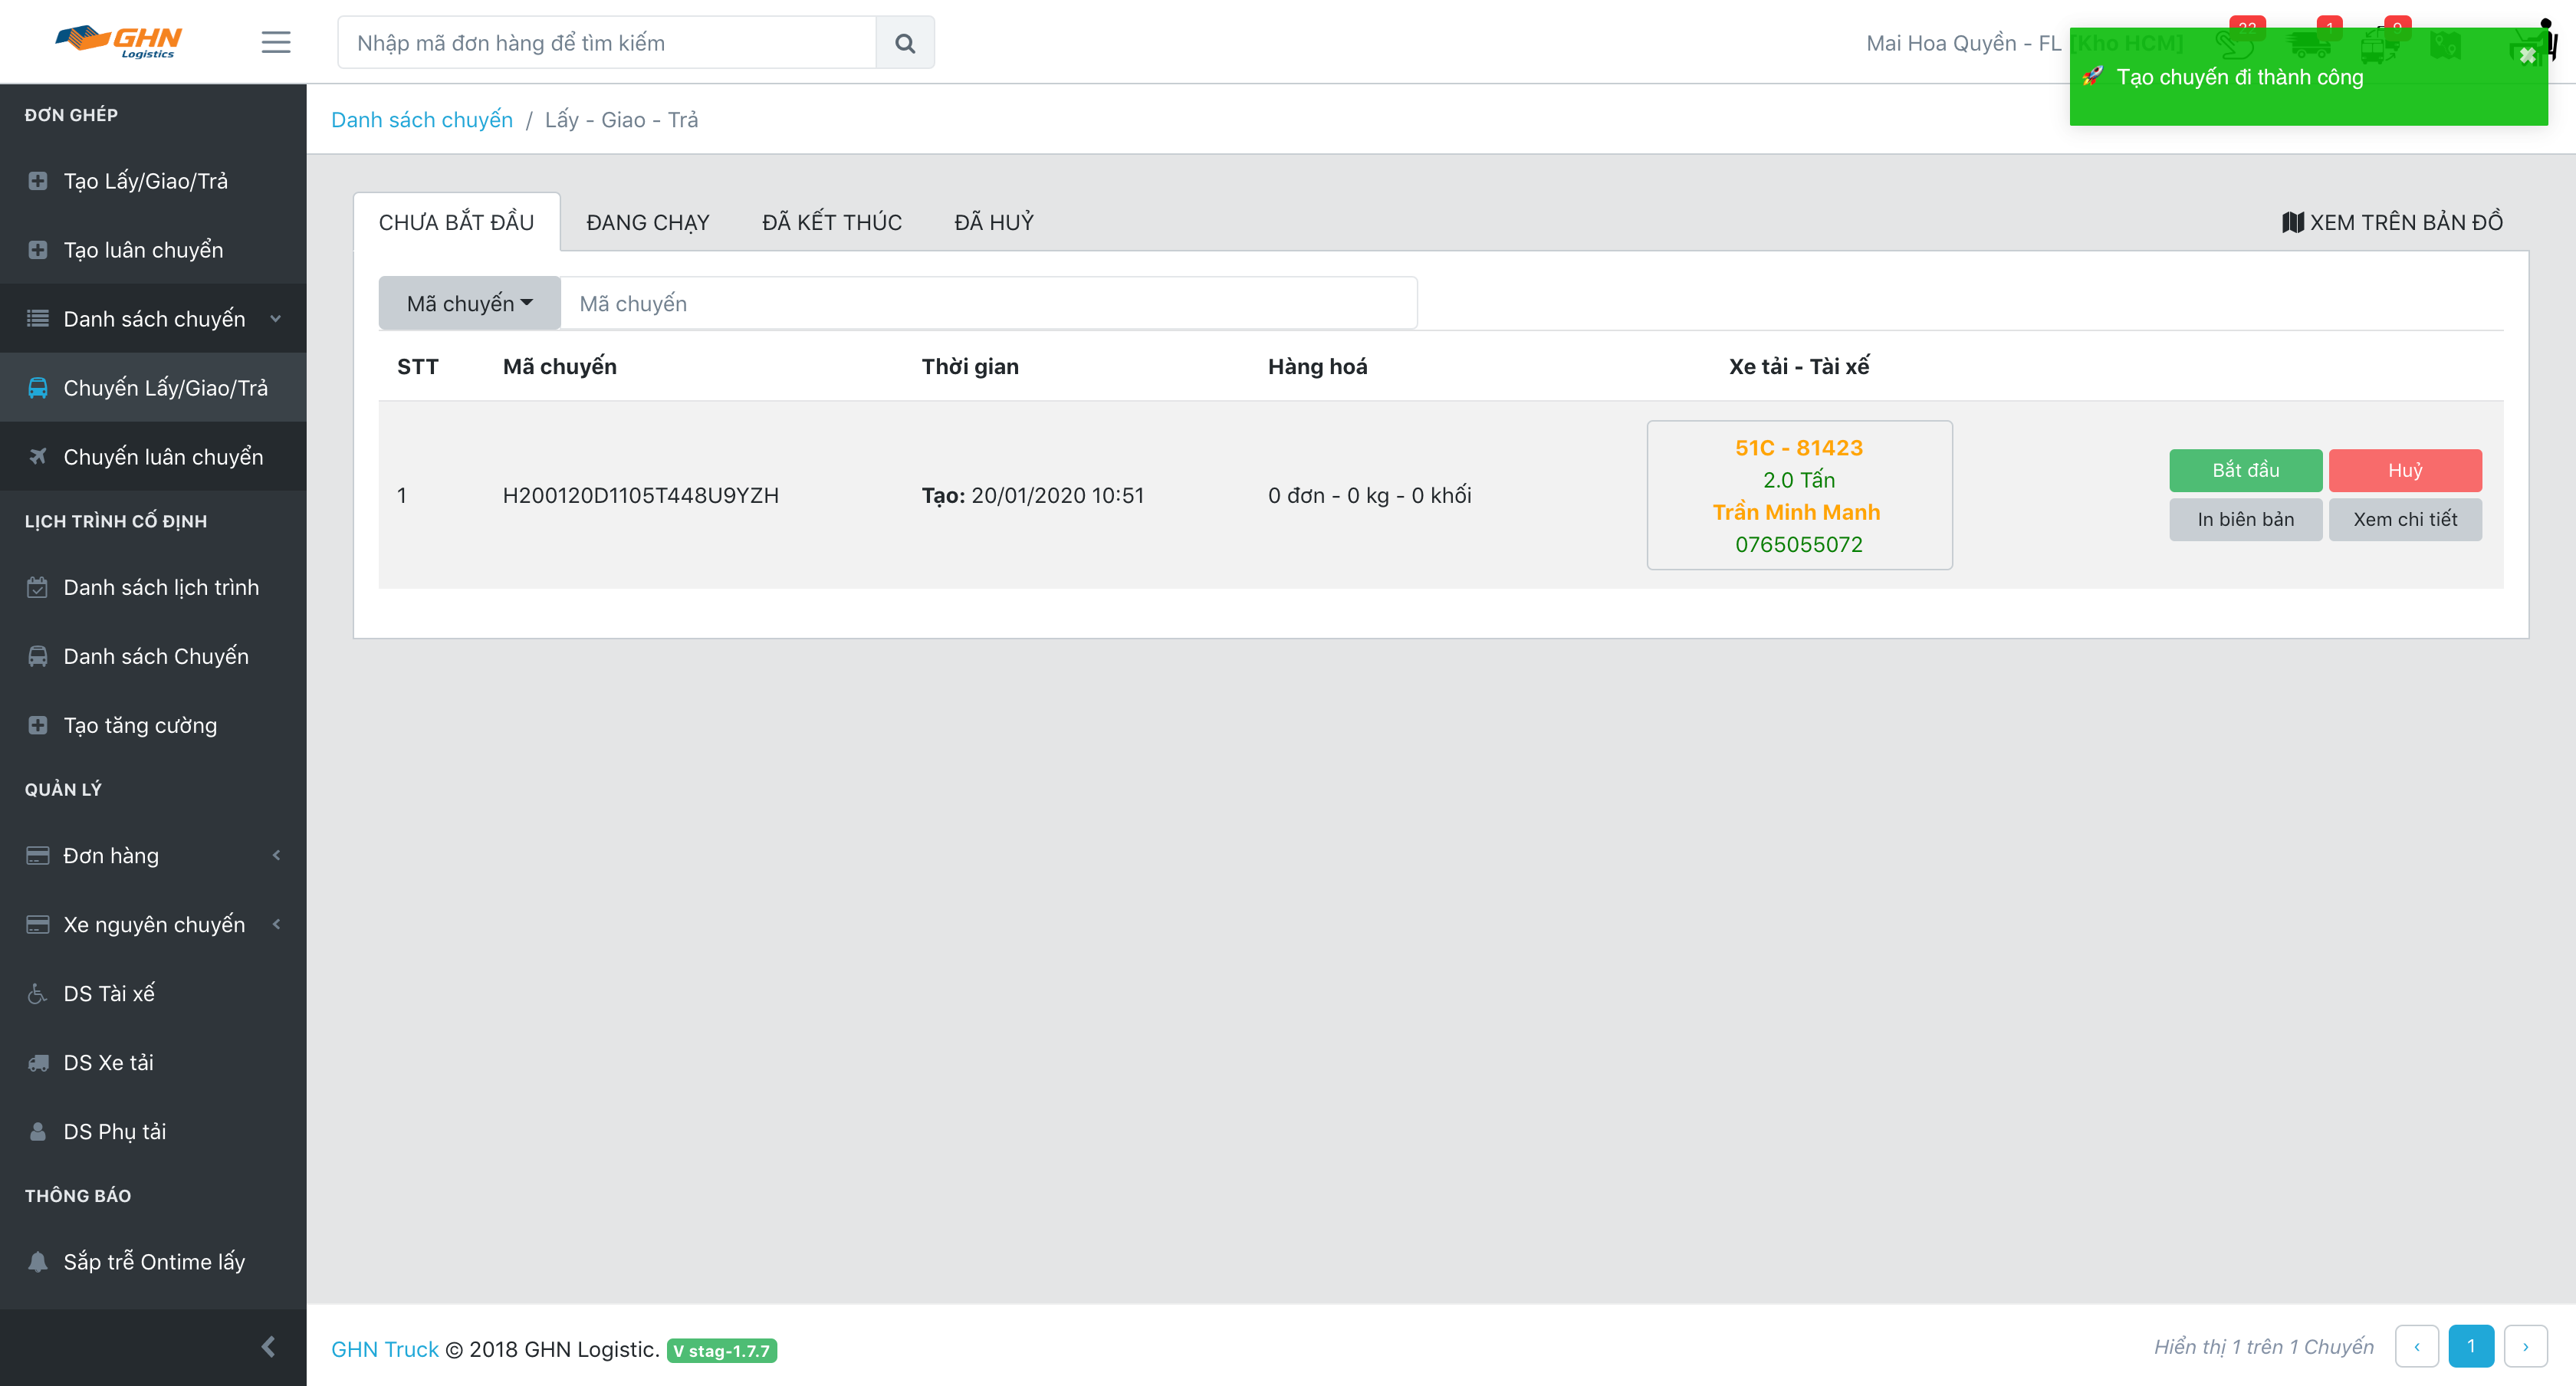 GHN
Logistics
Nhập mã đơn hàng để tìm kiếm
Mai Hoa Quyền - FL [Kho HCM]
22
1
9
🚀 Tạo chuyến đi thành công
ĐƠN GHÉP
Tạo Lấy/Giao/Trả
Tạo luân chuyển
Danh sách chuyến
Chuyến Lấy/Giao/Trả
Chuyến luân chuyển
LỊCH TRÌNH CỐ ĐỊNH
Danh sách lịch trình
Danh sách Chuyến
Tạo tăng cường
QUẢN LÝ
Đơn hàng
Xe nguyên chuyến
DS Tài xế
DS Xe tải
DS Phụ tải
THÔNG BÁO
Sắp trễ Ontime lấy
Danh sách chuyến / Lấy - Giao - Trả
CHƯA BẮT ĐẦU ĐANG CHẠY ĐÃ KẾT THÚC ĐÃ HUỶ
XEM TRÊN BẢN ĐỒ
Mã chuyến Mã chuyến
STT Mã chuyến Thời gian Hàng hoá Xe tải - Tài xế
1 H200120D1105T448U9YZH Tạo: 20/01/2020 10:51 0 đơn - 0 kg - 0 khối
51C - 81423
2.0 Tấn
Trần Minh Manh
0765055072
Bắt đầu Huỷ
In biên bản Xem chi tiết
GHN Truck © 2018 GHN Logistic. V stag-1.7.7
Hiển thị 1 trên 1 Chuyến ‹ 1 ›